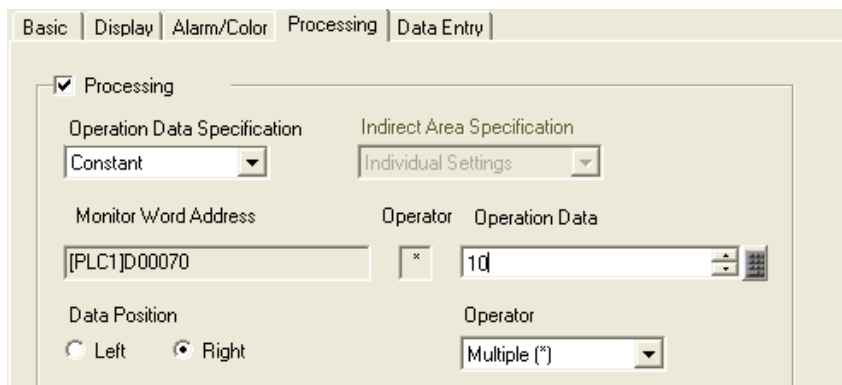 Basic Display Alarm/Color Processing Data Entry
Processing
Operation Data Specification Indirect Area Specification
Constant Individual Settings
Monitor Word Address Operator Operation Data
[PLC1]D00070 * 10
Data Position Operator
Left Right Multiple (*)